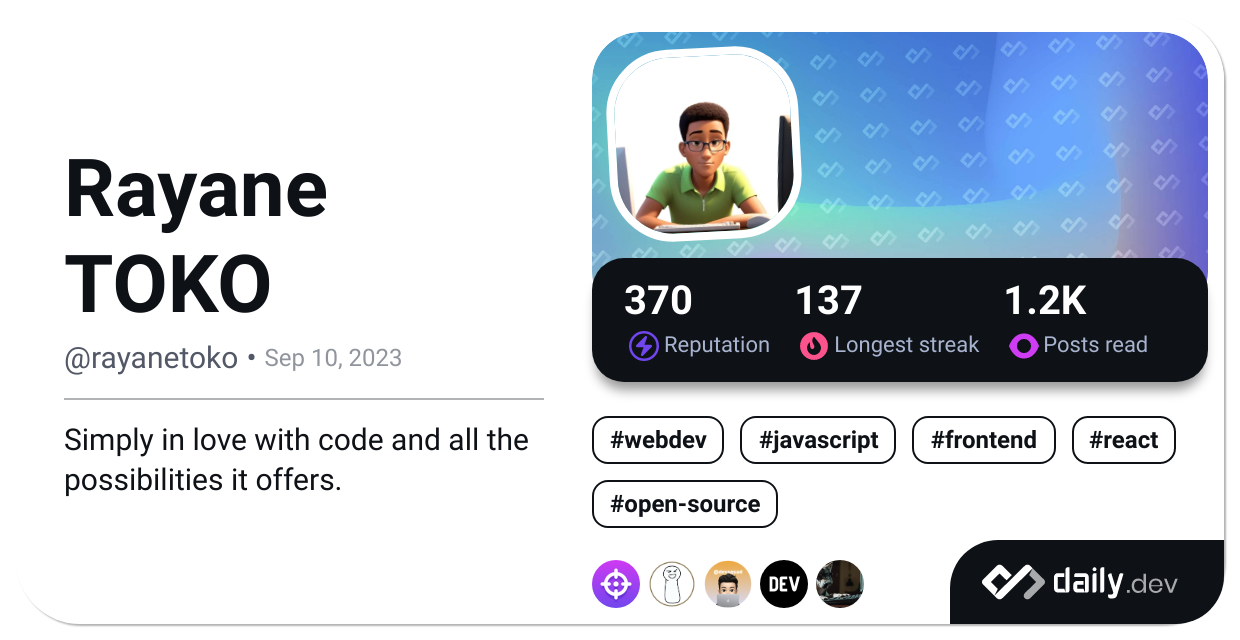 Rayane
TOKO
@rayanetoko • Sep 10, 2023
Simply in love with code and all the
possibilities it offers.
370 137 1.2K
Reputation Longest streak Posts read
#webdev #javascript #frontend #react
#open-source
DEV
daily.dev